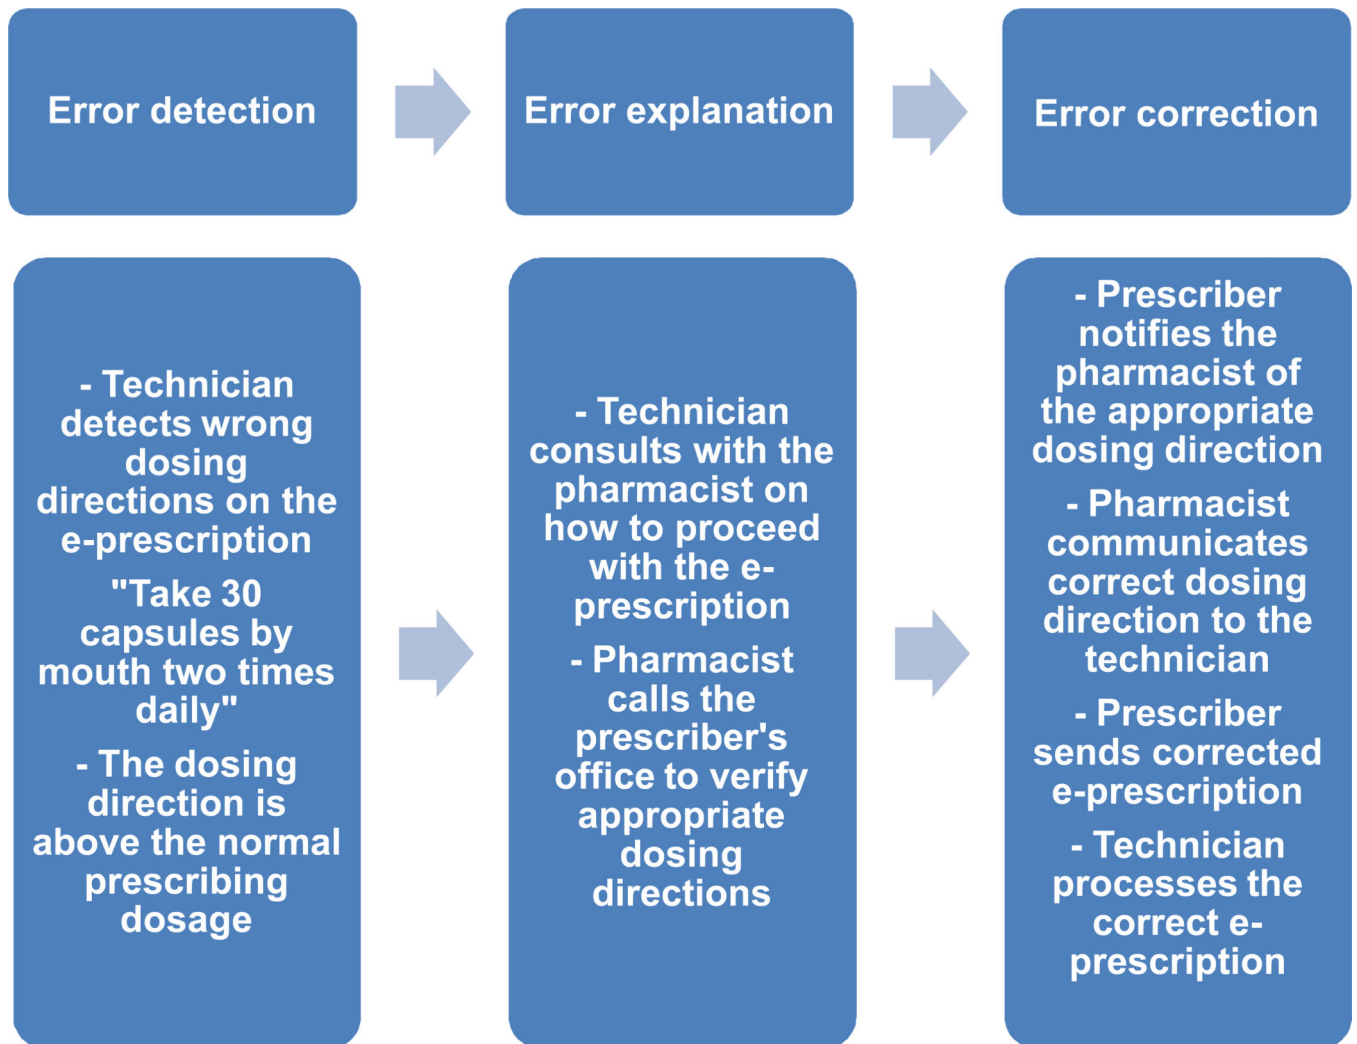 Error detection
Error explanation
Error correction
- Technician
detects wrong
dosing
directions on the
e-prescription
"Take 30
capsules by
mouth two times
daily"
- The dosing
direction is
above the normal
prescribing
dosage
- Technician
consults with the
pharmacist on
how to proceed
with the e-
prescription
- Pharmacist
calls the
prescriber's
office to verify
appropriate
dosing
directions
- Prescriber
notifies the
pharmacist of
the appropriate
dosing direction
- Pharmacist
communicates
correct dosing
direction to the
technician
- Prescriber
sends corrected
e-prescription
- Technician
processes the
correct e-
prescription